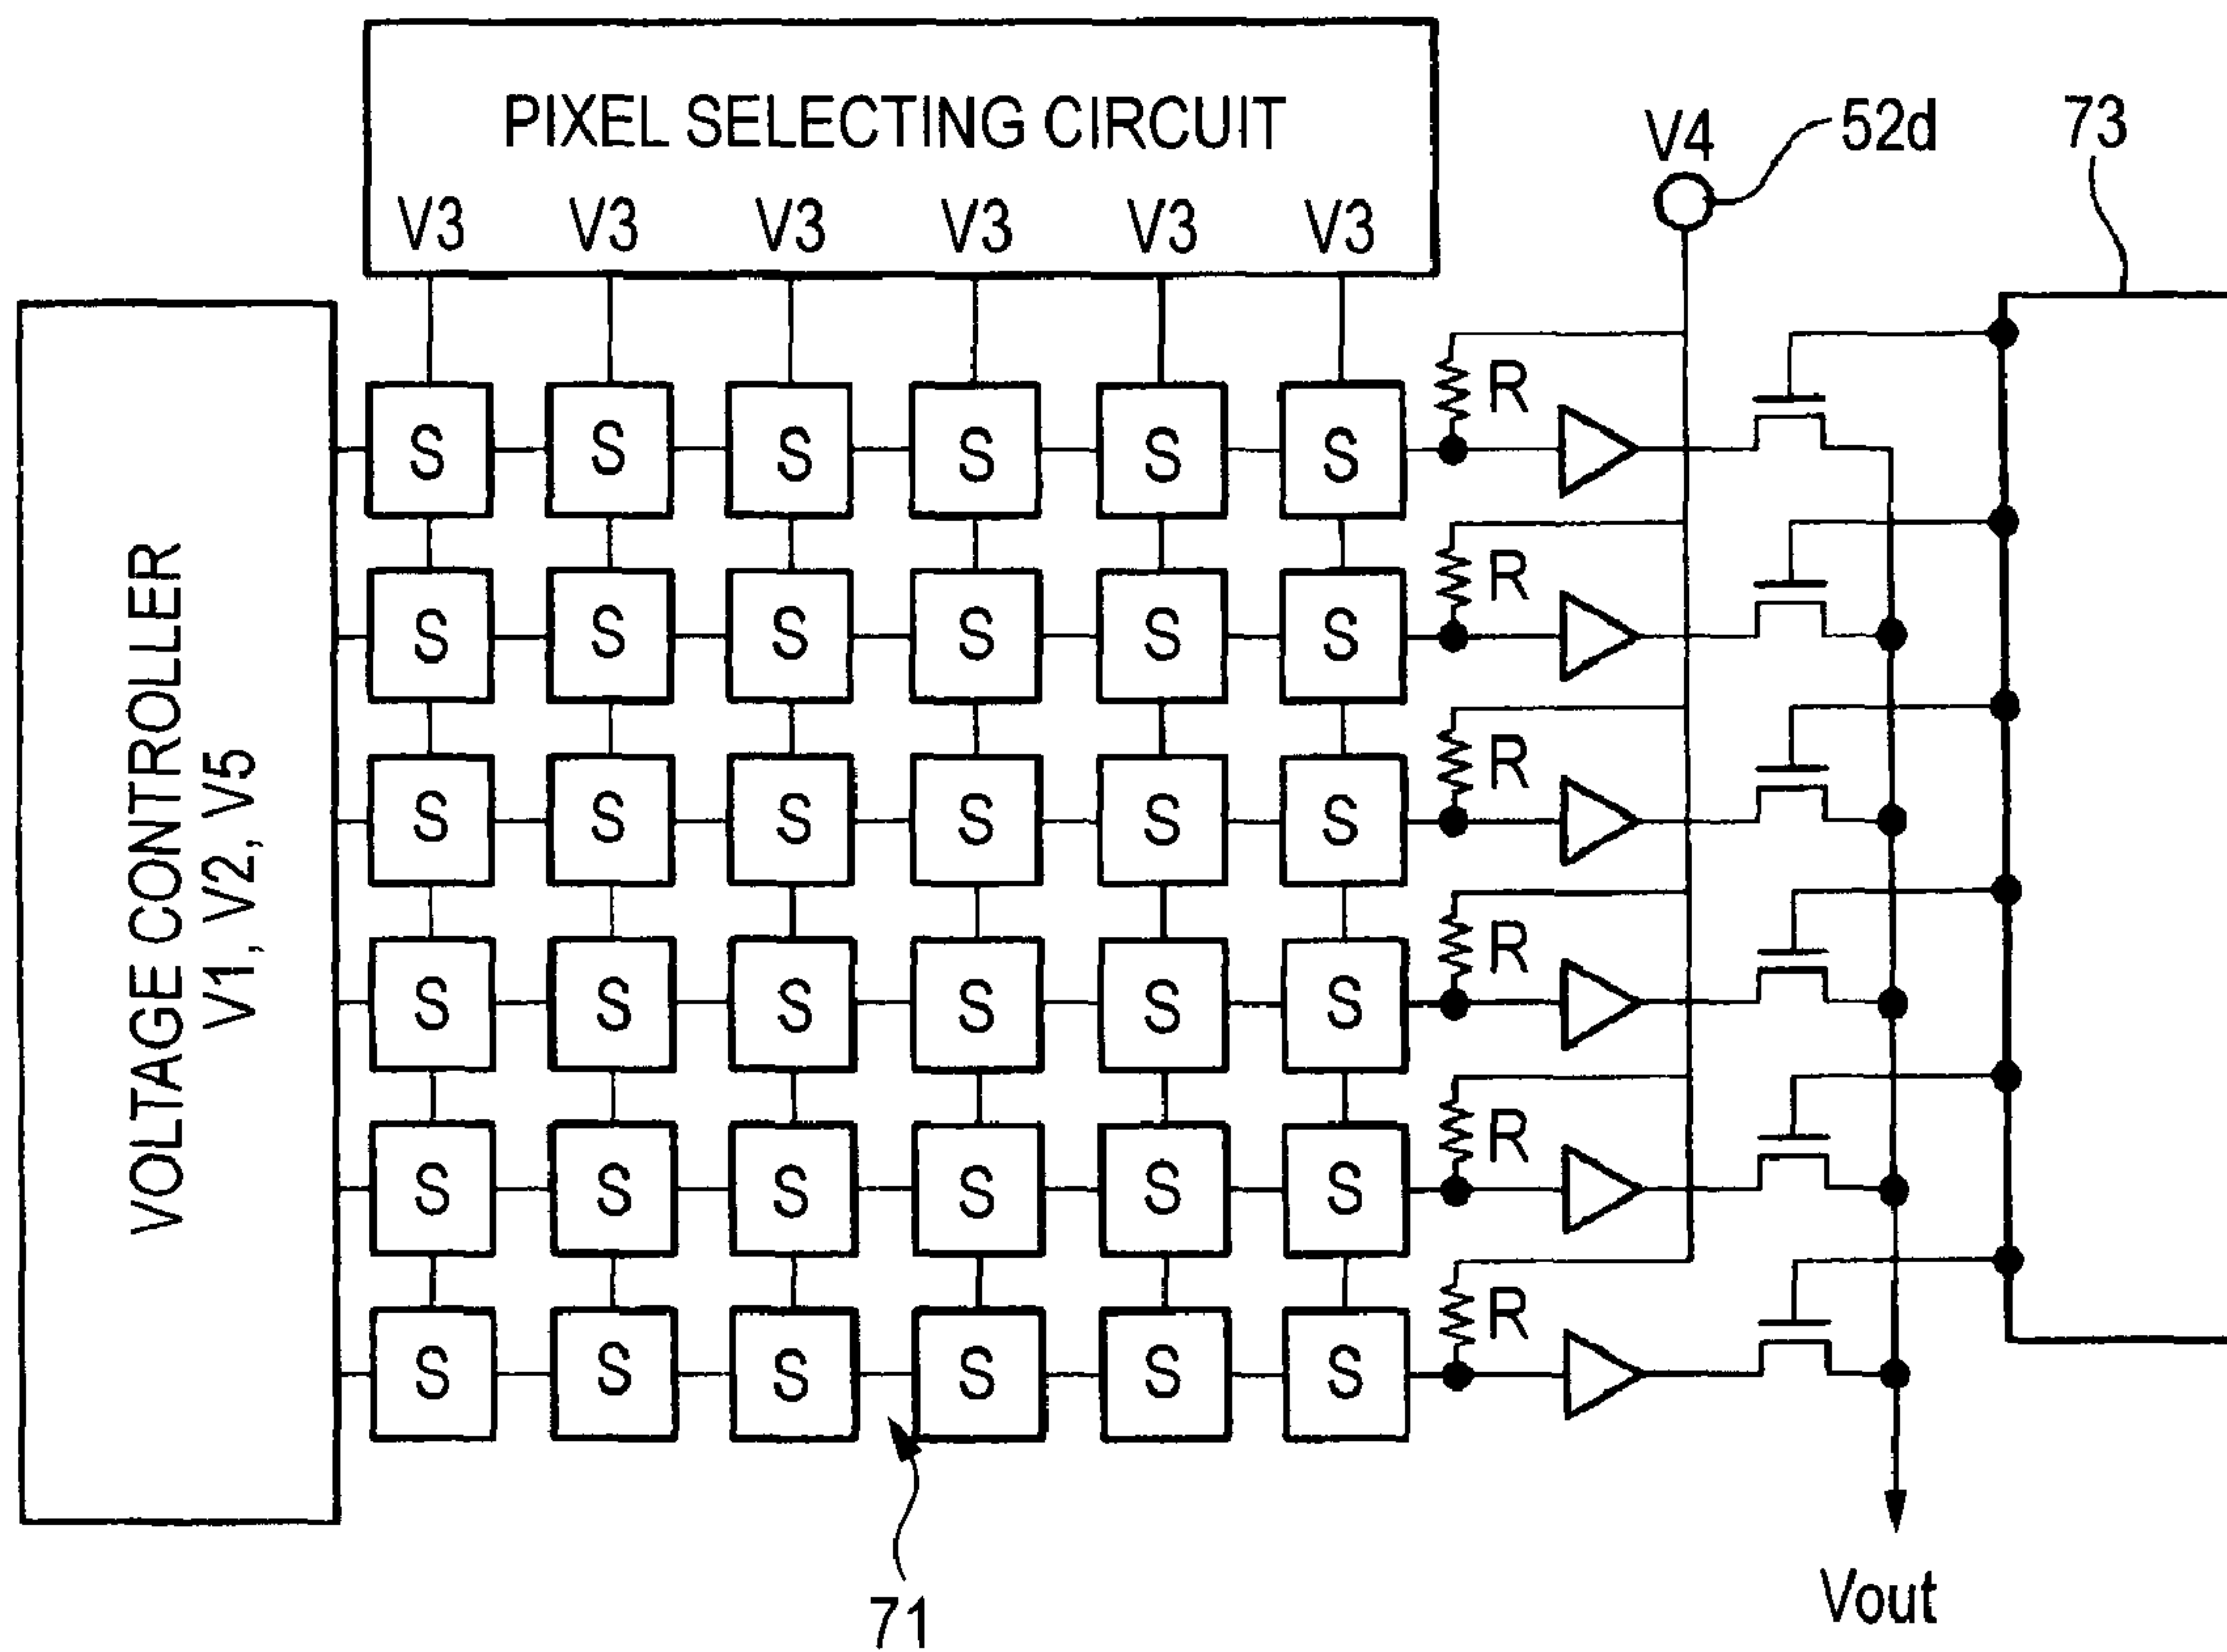 PIXEL SELECTING CIRCUIT
V3 V3 V3 V3 V3 V3
V4
52d
73
VOLTAGE CONTROLLER
V1, V2, V5
S S S S S S
R
S S S S S S
R
S S S S S S
R
S S S S S S
R
S S S S S S
R
S S S S S S
R
71
Vout